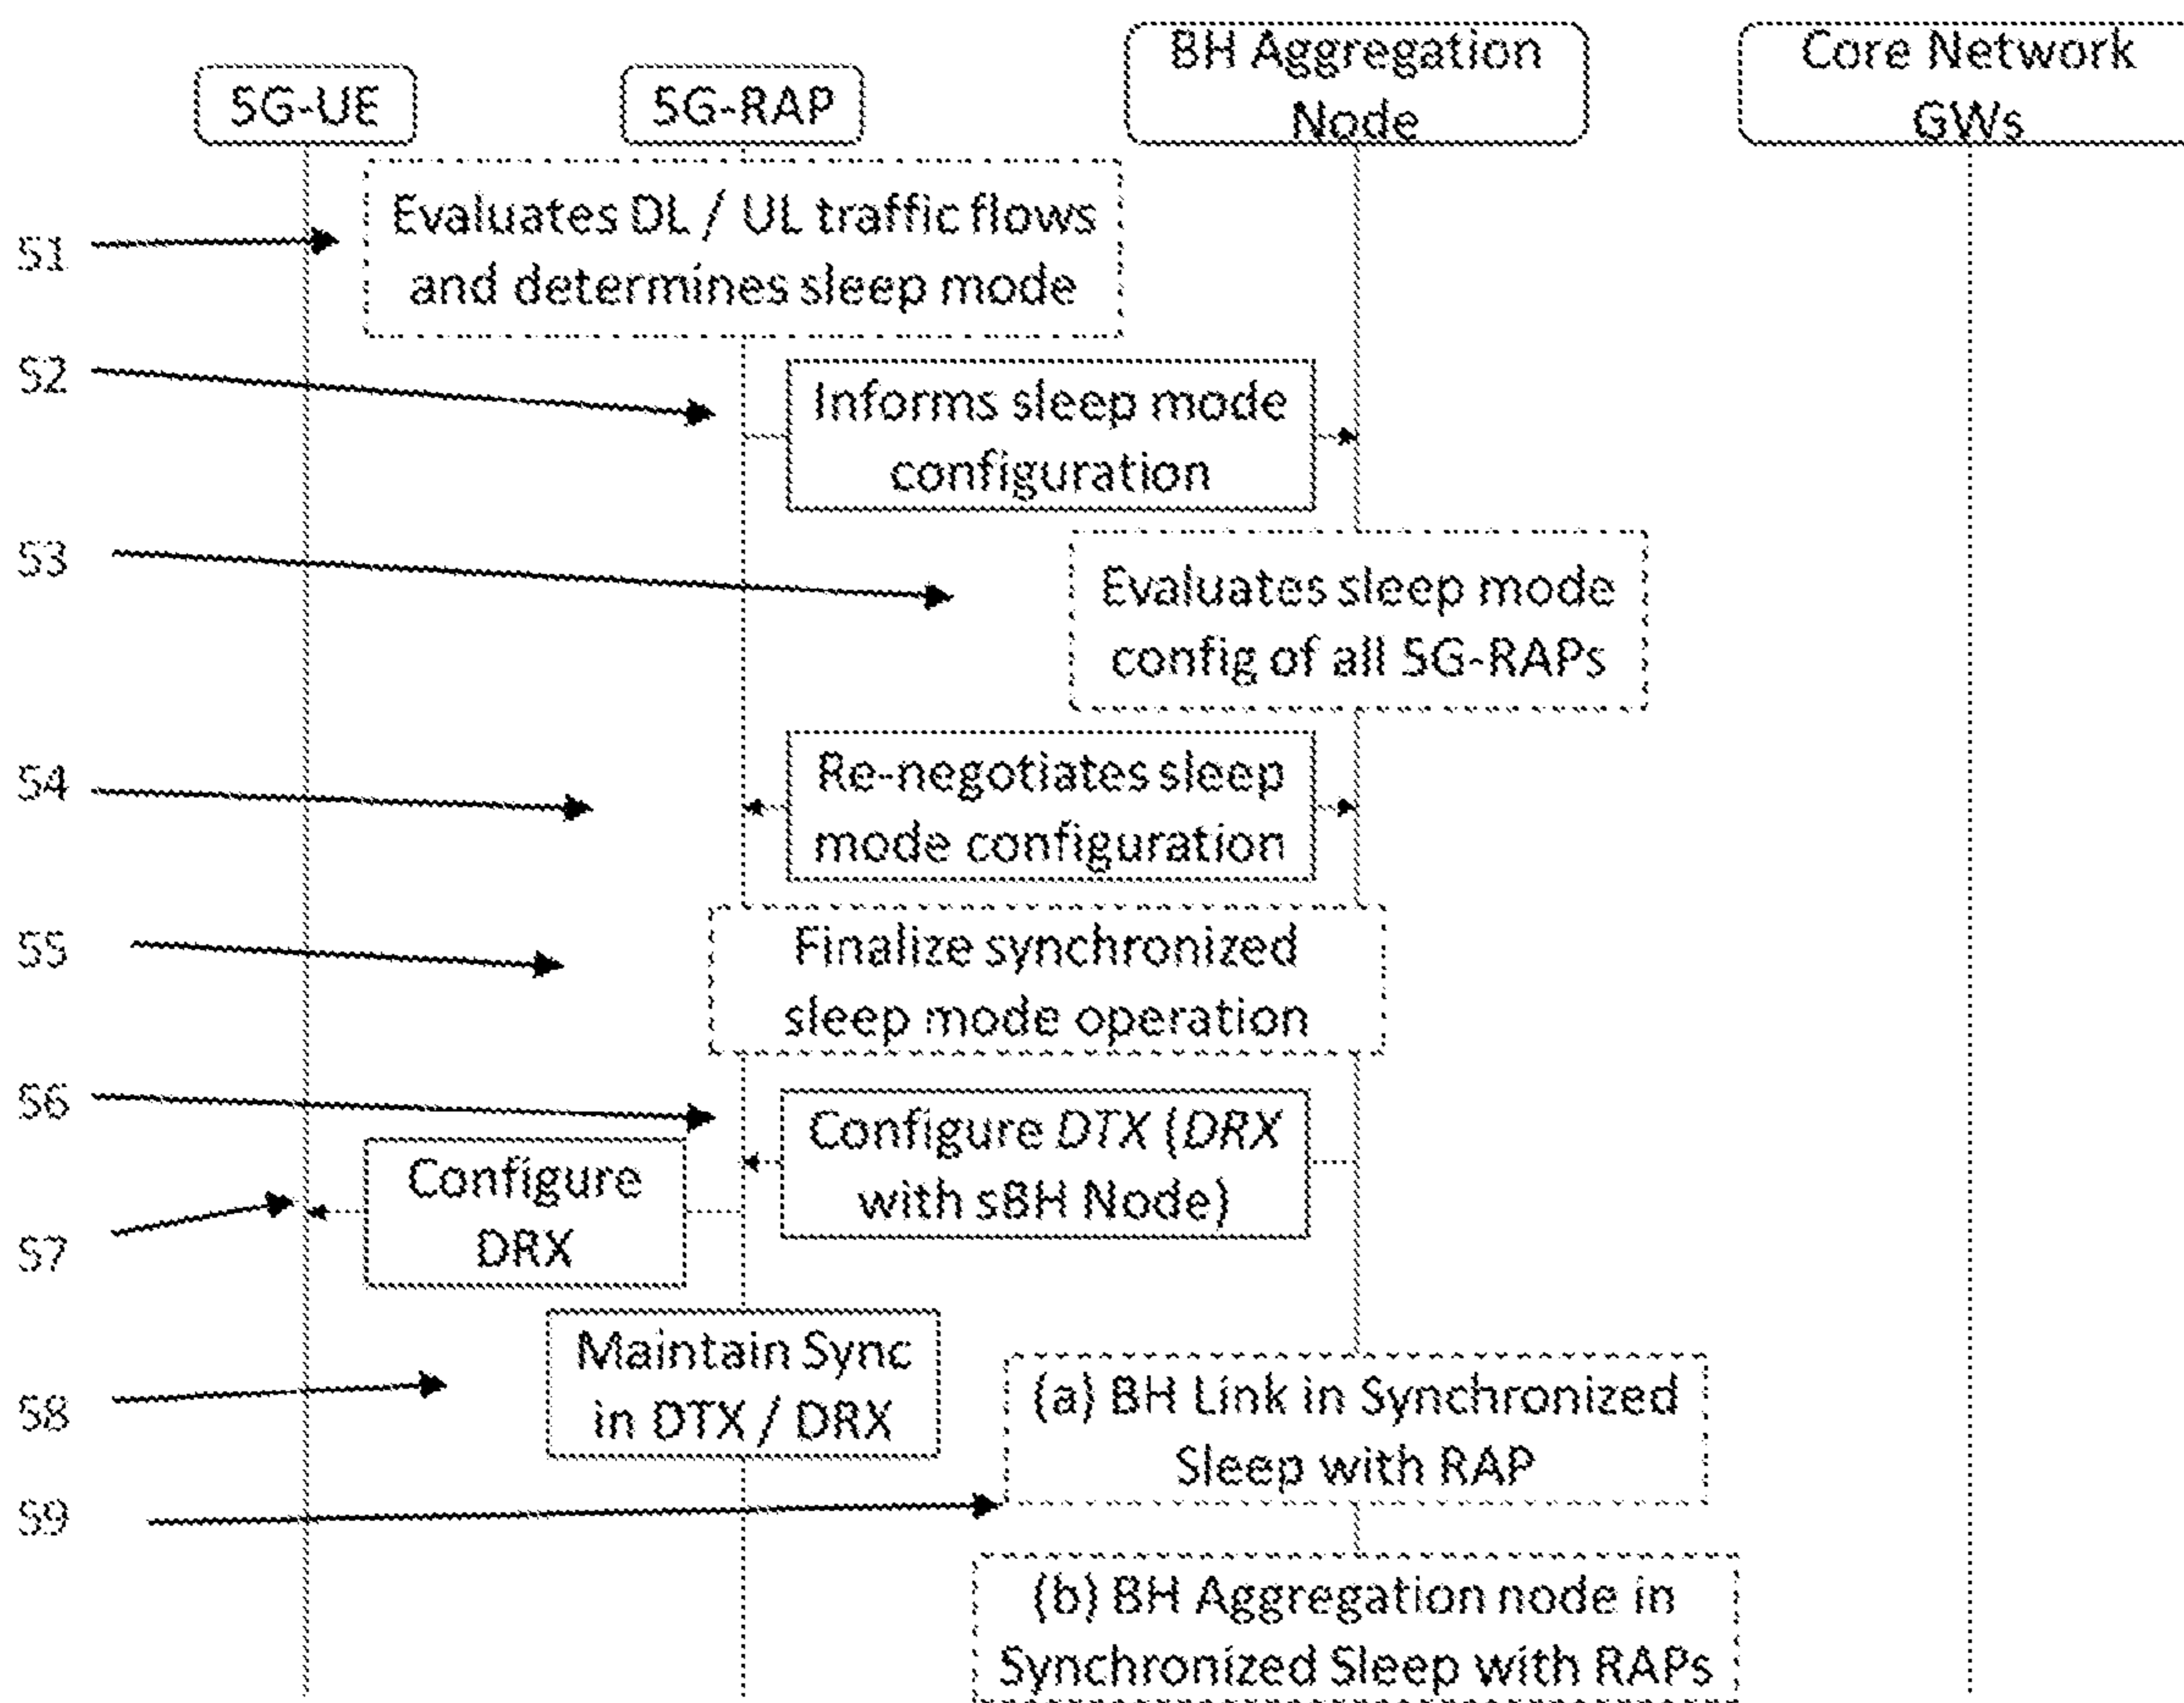 5G-UE
5G-RAP
BH Aggregation
Node
Core Network
GWs
S1
Evaluates DL / UL traffic flows
and determines sleep mode
S2
Informs sleep mode
configuration
S3
Evaluates sleep mode
config of all 5G-RAPs
S4
Re-negotiates sleep
mode configuration
S5
Finalize synchronized
sleep mode operation
S6
Configure DTX (DRX
with sBH Node)
S7
Configure
DRX
S8
Maintain Sync
in DTX / DRX
S9
(a) BH Link in Synchronized
Sleep with RAP
(b) BH Aggregation node in
Synchronized Sleep with RAPs